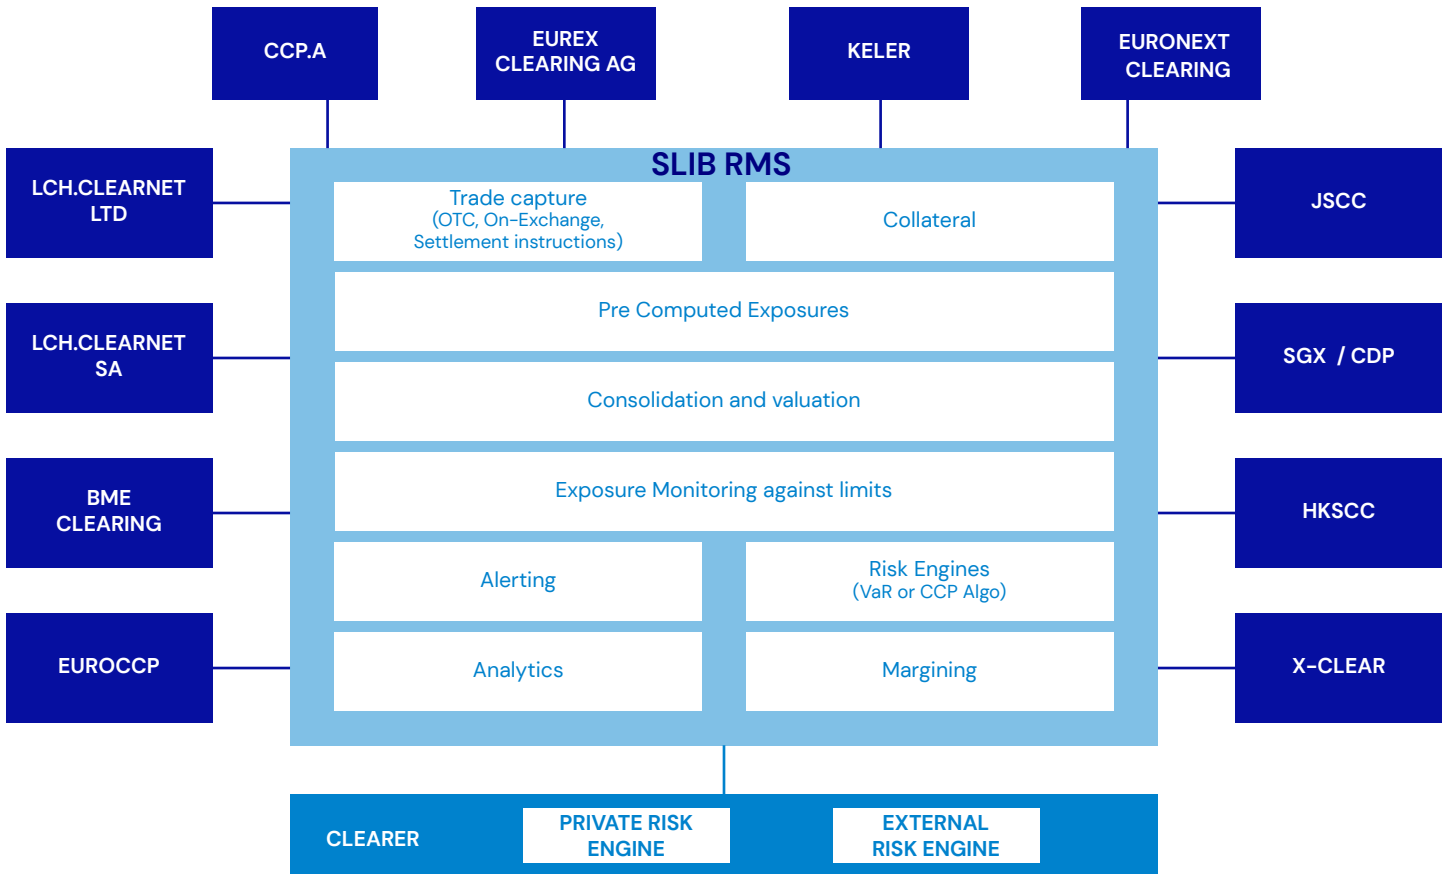 CCP.A
EUREX
CLEARING AG
KELER
EURONEXT
CLEARING
SLIB RMS
LCH.CLEARNET
LTD
LCH.CLEARNET
SA
BME
CLEARING
EUROCCP
Trade capture
(OTC, On-Exchange,
Settlement instructions)
Collateral
Pre Computed Exposures
Consolidation and valuation
Exposure Monitoring against limits
Alerting
Risk Engines
(VaR or CCP Algo)
Analytics
Margining
JSCC
SGX / CDP
HKSCC
X-CLEAR
CLEARER
PRIVATE RISK
ENGINE
EXTERNAL
RISK ENGINE